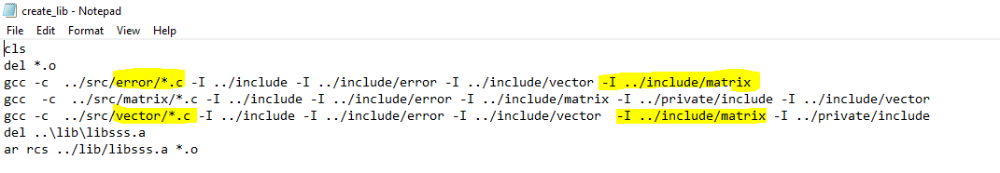 create_lib - Notepad
File Edit Format View Help
cls
del *.o
gcc -c  ../src/error/*.c -I ../include -I ../include/error -I ../include/vector -I ../include/matrix
gcc  -c  ../src/matrix/*.c -I ../include -I ../include/error -I ../include/matrix -I ../private/include -I ../include/vector
gcc -c  ../src/vector/*.c -I ../include -I ../include/error -I ../include/vector  -I ../include/matrix -I ../private/include
del ..\lib\libsss.a
ar rcs ../lib/libsss.a *.o